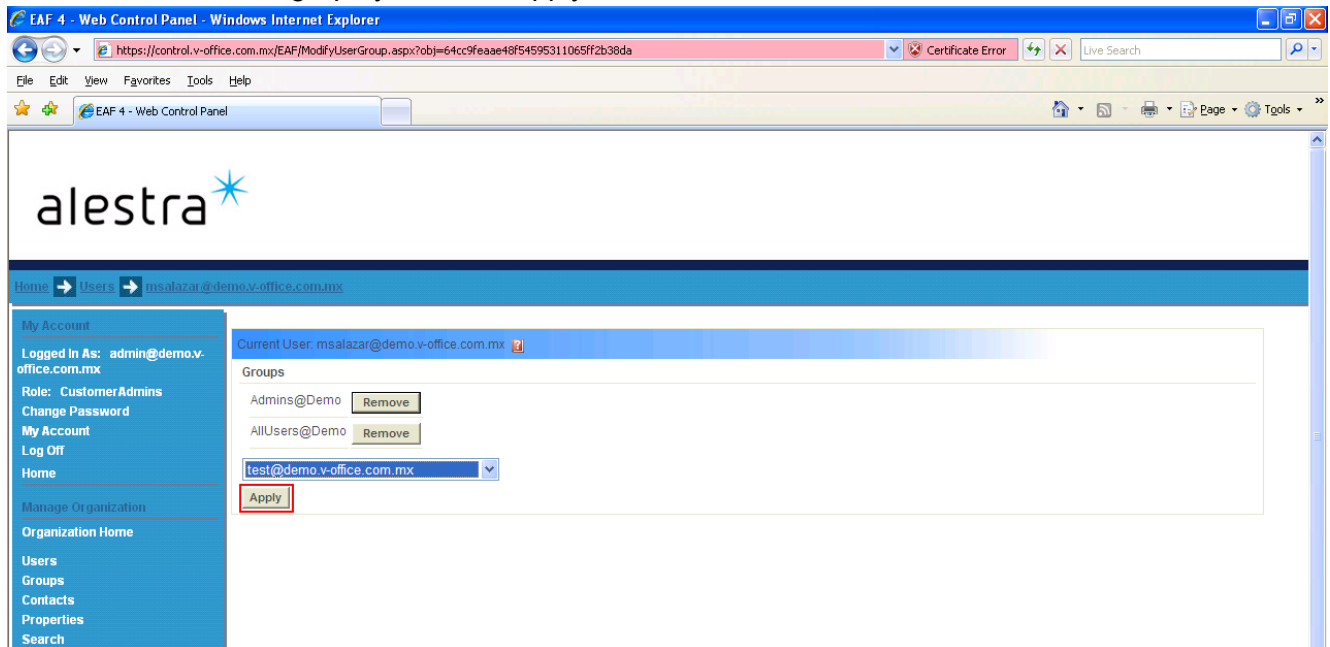 EAF 4 - Web Control Panel - Windows Internet Explorer
https://control.v-office.com.mx/EAF/ModifyUserGroup.aspx?obj=64cc9feaae48f54595311065ff2b38da
Certificate Error
Live Search
File Edit View Favorites Tools Help
EAF 4 - Web Control Panel
Page Tools
alestra
Home Users msalazar@demo.v-office.com.mx
My Account
Logged In As: admin@demo.v-
office.com.mx
Role: CustomerAdmins
Change Password
My Account
Log Off
Home
Manage Organization
Organization Home
Users
Groups
Contacts
Properties
Search
Current User: msalazar@demo.v-office.com.mx
Groups
Admins@Demo Remove
AllUsers@Demo Remove
test@demo.v-office.com.mx
Apply